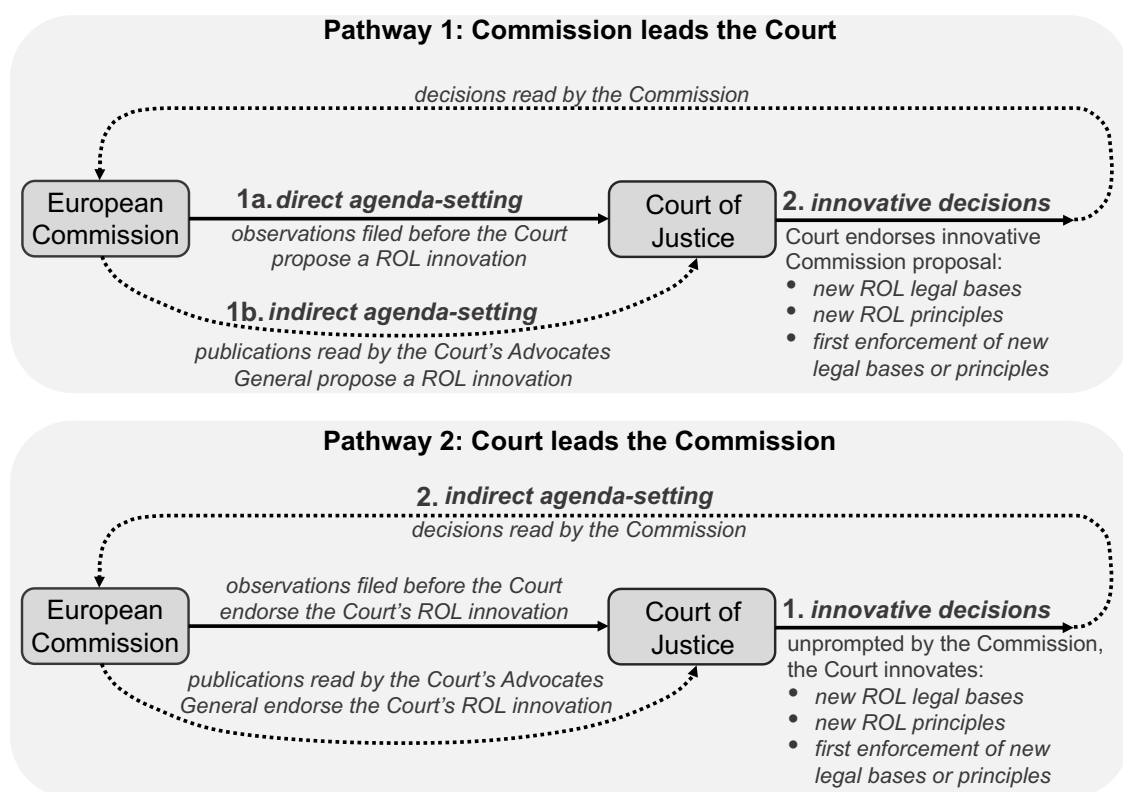 Pathway 1: Commission leads the Court
decisions read by the Commission
European
Commission
1a. direct agenda-setting
observations filed before the Court
propose a ROL innovation
1b. indirect agenda-setting
publications read by the Court's Advocates
General propose a ROL innovation
Court of
Justice
2. innovative decisions
Court endorses innovative
Commission proposal:
• new ROL legal bases
• new ROL principles
• first enforcement of new
legal bases or principles
Pathway 2: Court leads the Commission
2. indirect agenda-setting
decisions read by the Commission
European
Commission
observations filed before the Court
endorse the Court's ROL innovation
publications read by the Court's Advocates
General endorse the Court's ROL innovation
Court of
Justice
1. innovative decisions
unprompted by the Commission,
the Court innovates:
• new ROL legal bases
• new ROL principles
• first enforcement of new
legal bases or principles